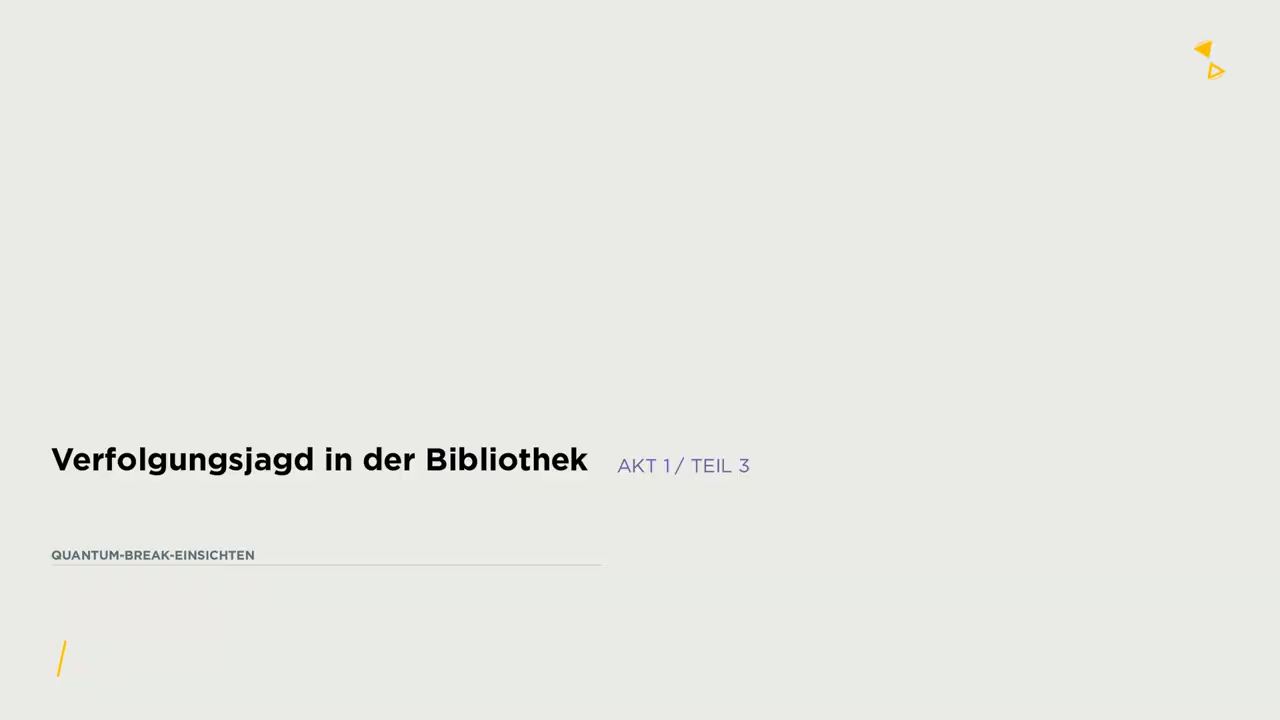 Verfolgungsjagd in der Bibliothek AKT 1 / TEIL 3
QUANTUM-BREAK-EINSICHTEN